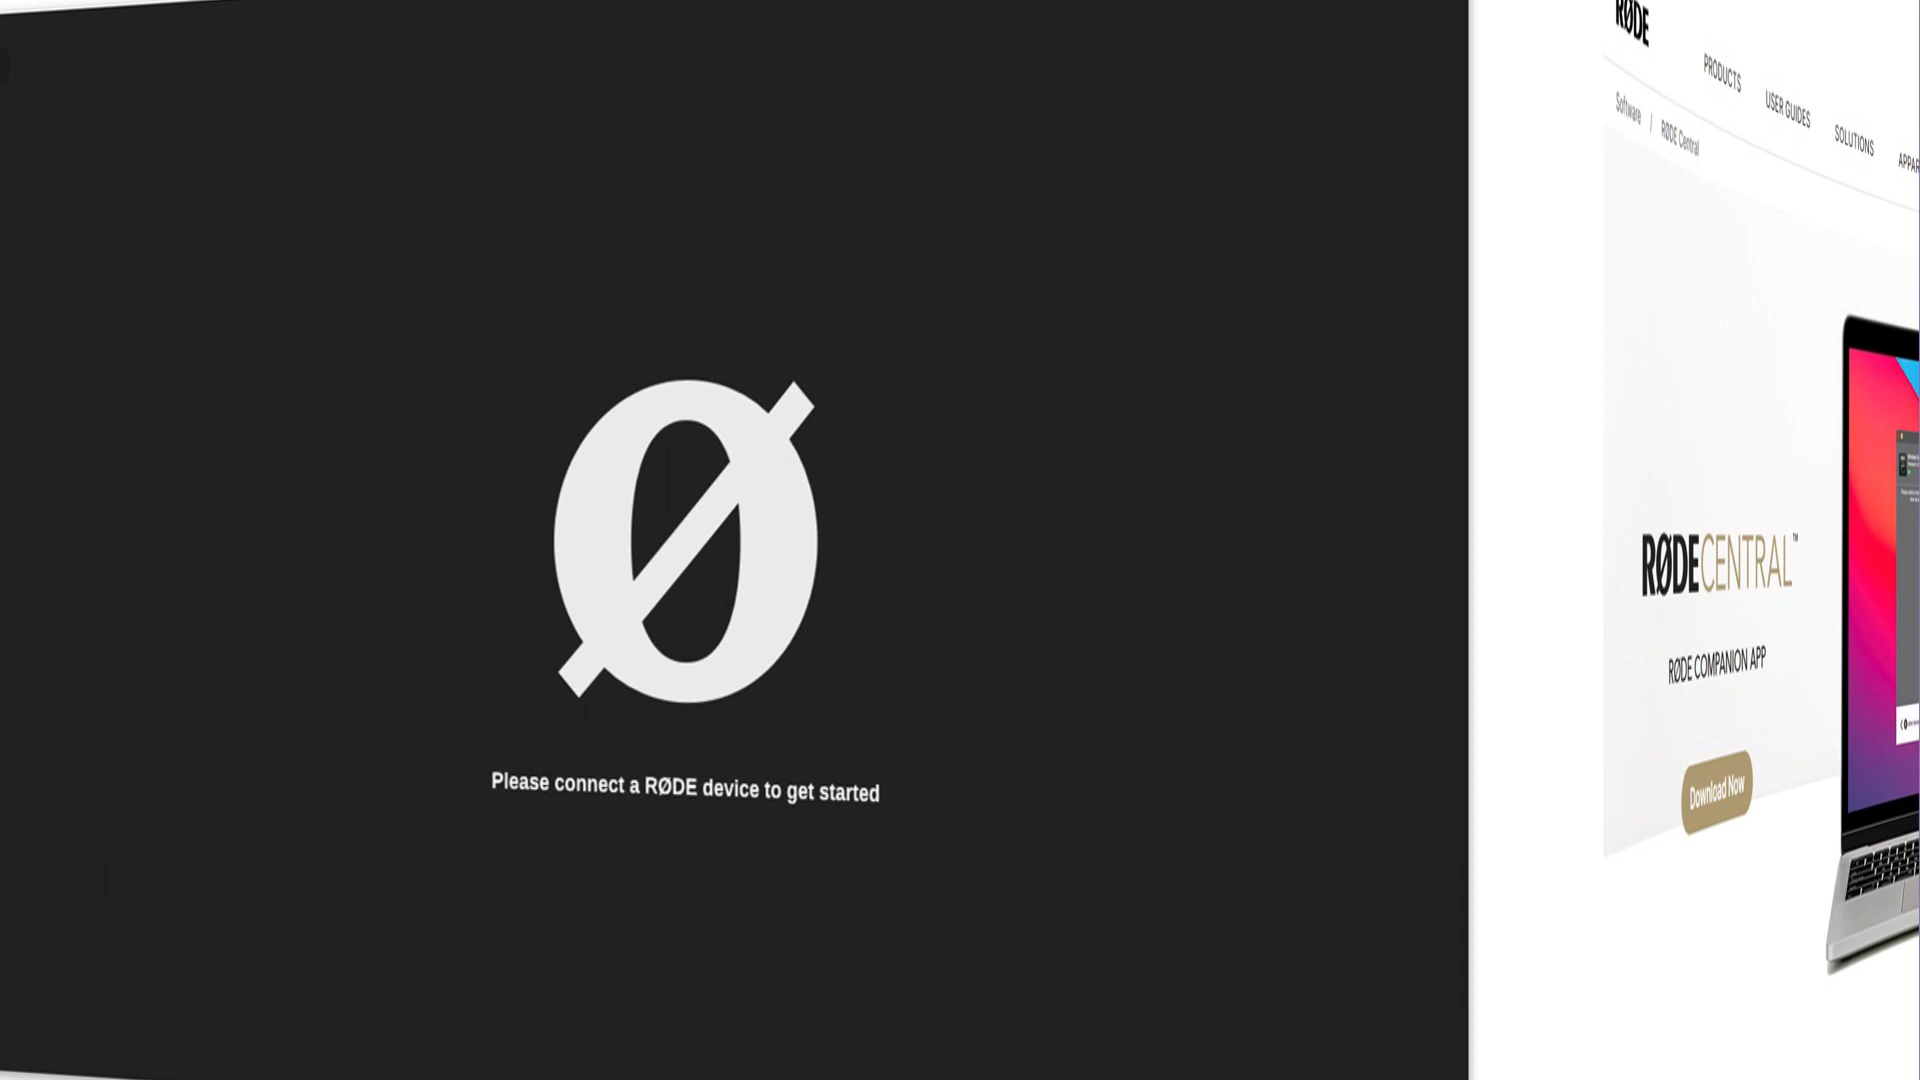 Ø
Please connect a RØDE device to get started
RØDE
PRODUCTS
USER GUIDES
SOLUTIONS
Software / RØDE Central
RØDECENTRAL™
RØDE COMPANION APP
Download Now